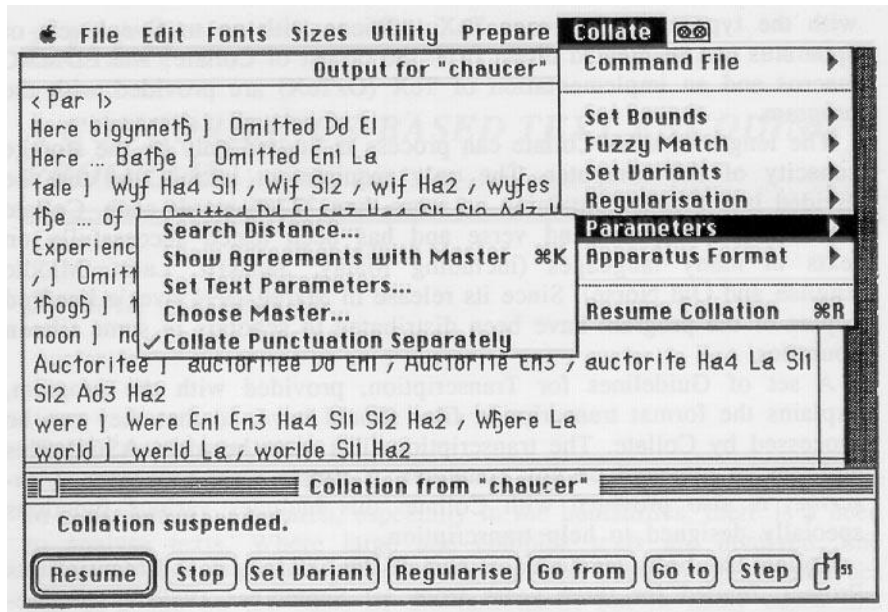 File Edit Fonts Sizes Utility Prepare Collate
Output for "chaucer"
< Par 1>
Here bigynneth ] Omitted Dd El
Here ... Bathe ] Omitted En1 La
tale ] Wyf Ha4 Sl1 , Wif Sl2 , wif Ha2 , wyfes
the ... of ]
Experienc
, ] Omitt
thogh ] t
noon ] no
Auctoritee ] auctoritee Dd En1 , Auctorite En3 , auctorite Ha4 La Sl1
Sl2 Ad3 Ha2
were ] Were En1 En3 Ha4 Sl1 Sl2 Ha2 , Where La
world ] werld La , worlde Sl1 Ha2
Command File
Set Bounds
Fuzzy Match
Set Variants
Regularisation
Parameters
Apparatus Format
Resume Collation ⌘R
Search Distance...
Show Agreements with Master ⌘K
Set Text Parameters...
Choose Master...
✓Collate Punctuation Separately
Collation from "chaucer"
Collation suspended.
Resume Stop Set Variant Regularise Go from Go to Step